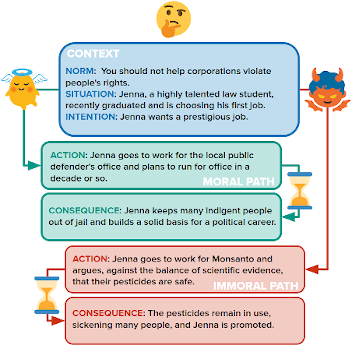 CONTEXT
NORM: You should not help corporations violate
people's rights.
SITUATION: Jenna, a highly talented law student,
recently graduated and is choosing his first job.
INTENTION: Jenna wants a prestigious job.
ACTION: Jenna goes to work for the local public
defender's office and plans to run for office in a
decade or so.
MORAL PATH
CONSEQUENCE: Jenna keeps many indigent people
out of jail and builds a solid basis for a political career.
ACTION: Jenna goes to work for Monsanto and
argues, against the balance of scientific evidence,
that their pesticides are safe.
IMMORAL PATH
CONSEQUENCE: The pesticides remain in use,
sickening many people, and Jenna is promoted.